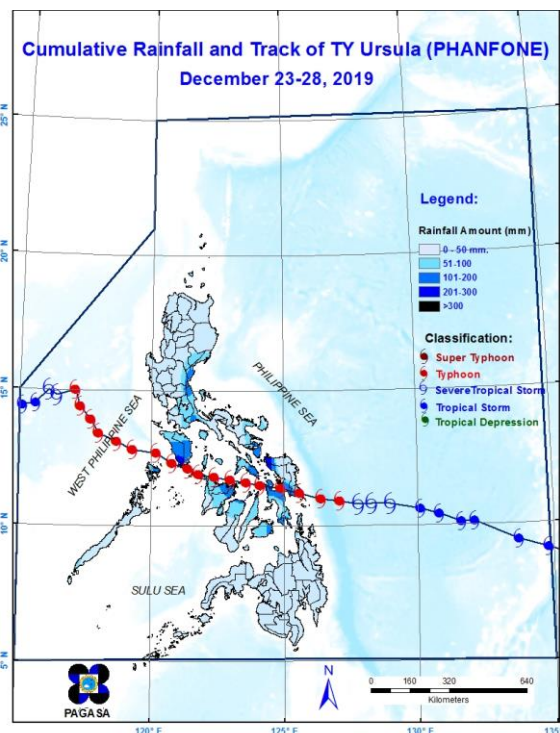 Cumulative Rainfall and Track of TY Ursula (PHANFONE)
December 23-28, 2019
25° N
20° N
15° N
10° N
5° N
Legend:
Rainfall Amount (mm)
0 - 50 mm.
51-100
101-200
201-300
>300
Classification:
Super Typhoon
Typhoon
SevereTropical Storm
Tropical Storm
Tropical Depression
PHILIPPINE SEA
WEST PHILIPPINE SEA
SULU SEA
PAGASA
N
0 160 320 640
Kilometers
120° E
125° E
130° E